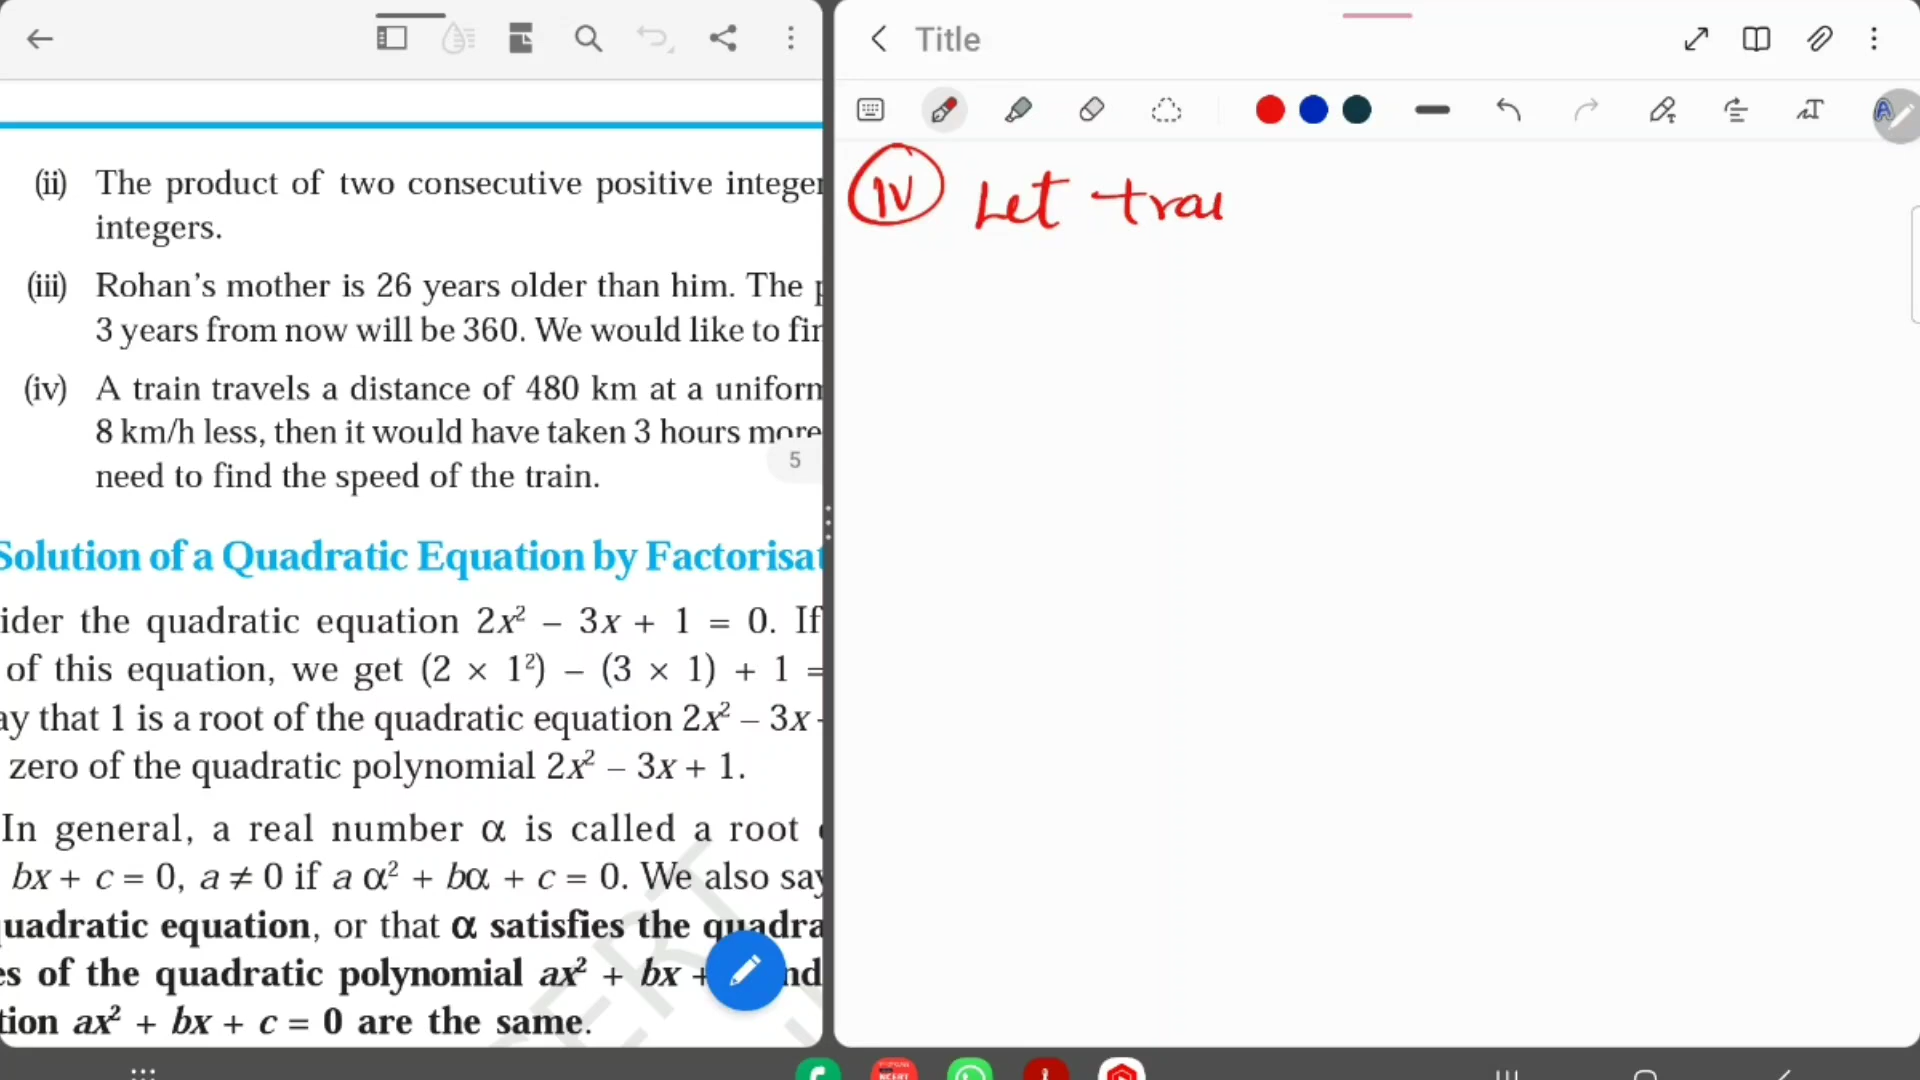 Title
(ii) The product of two consecutive positive integer
integers.
(iii) Rohan's mother is 26 years older than him. The
3 years from now will be 360. We would like to fin
(iv) A train travels a distance of 480 km at a uniform
8 km/h less, then it would have taken 3 hours more
need to find the speed of the train.
5
Solution of a Quadratic Equation by Factorisat
ider the quadratic equation 2x² – 3x + 1 = 0. If
of this equation, we get (2 × 1²) – (3 × 1) + 1 =
ay that 1 is a root of the quadratic equation 2x² – 3x
zero of the quadratic polynomial 2x² – 3x + 1.
In general, a real number α is called a root
bx + c = 0, a ≠ 0 if a α² + bα + c = 0. We also say
quadratic equation, or that α satisfies the quadra
es of the quadratic polynomial ax² + bx + nd
tion ax² + bx + c = 0 are the same.
(iv) Let trai